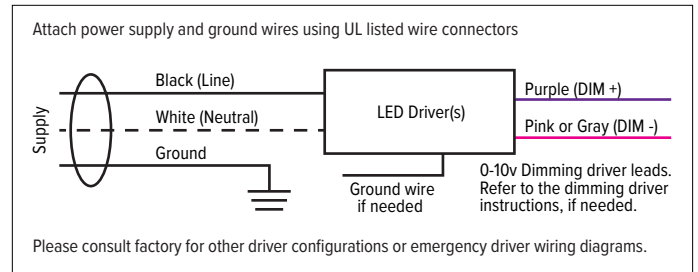 Attach power supply and ground wires using UL listed wire connectors
Supply
Black (Line)
White (Neutral)
Ground
LED Driver(s)
Ground wire
if needed
Purple (DIM +)
Pink or Gray (DIM -)
0-10v Dimming driver leads.
Refer to the dimming driver
instructions, if needed.
Please consult factory for other driver configurations or emergency driver wiring diagrams.